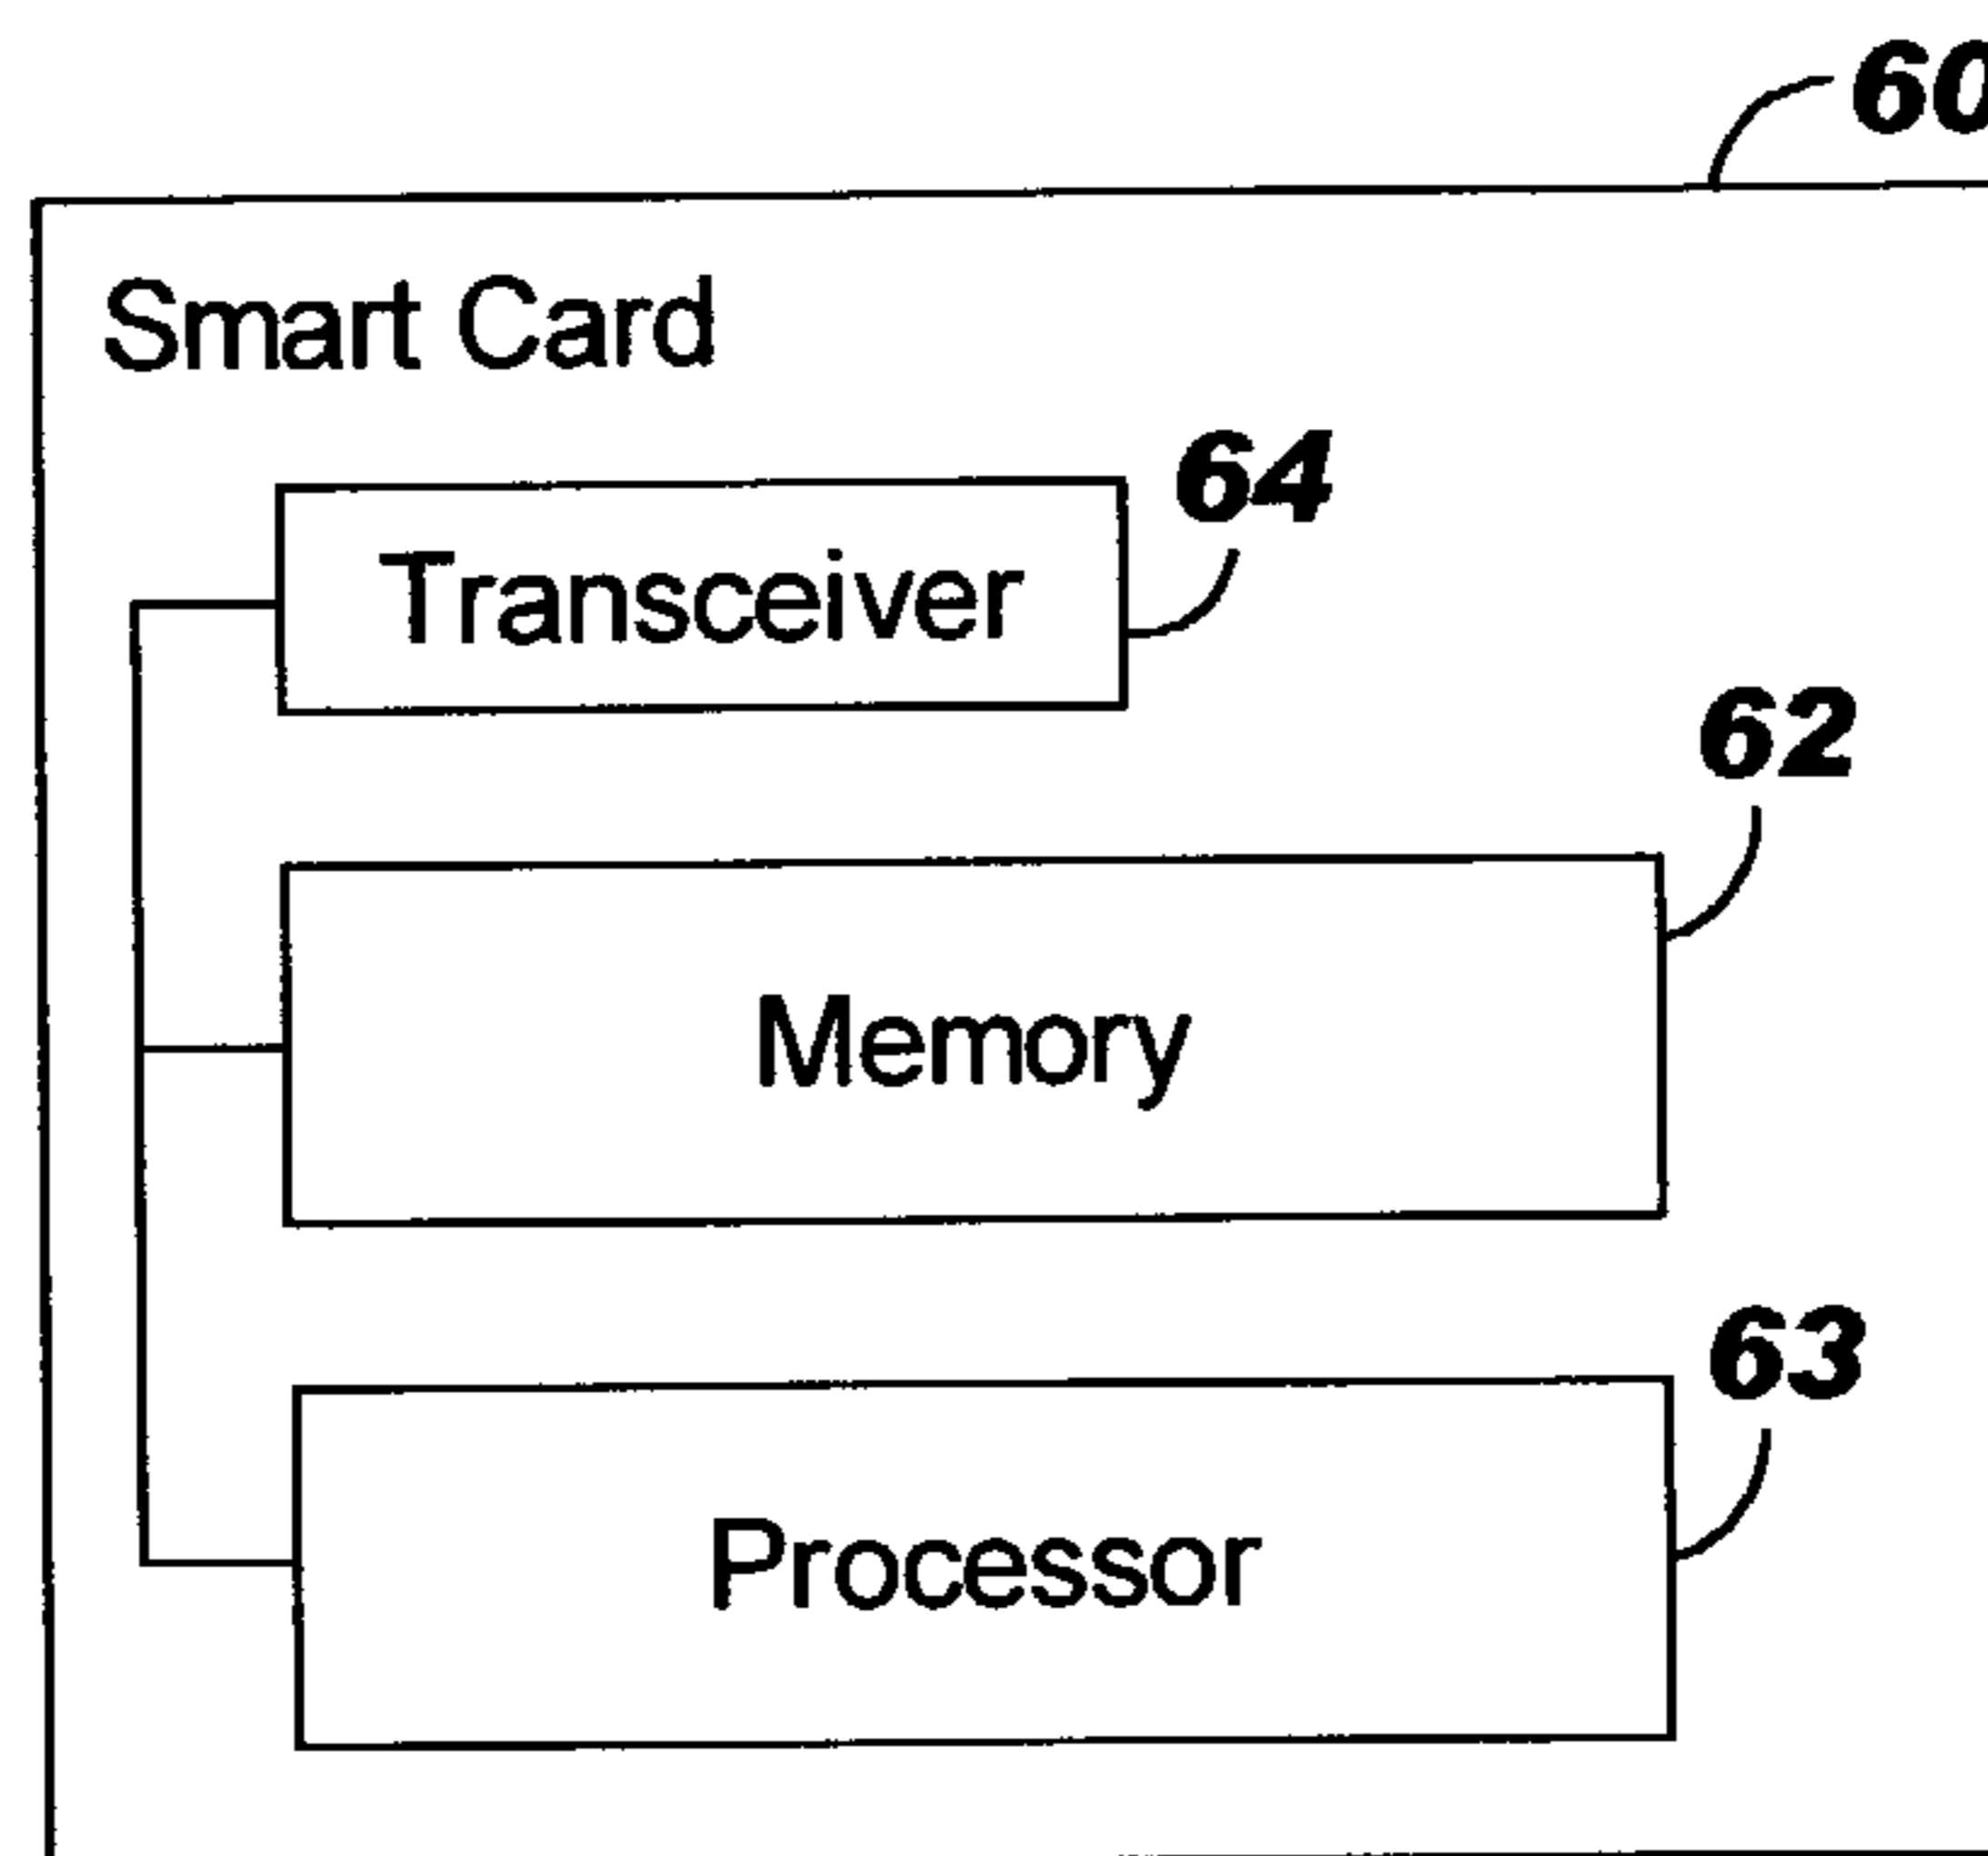 60
Smart Card
64
Transceiver
62
Memory
63
Processor